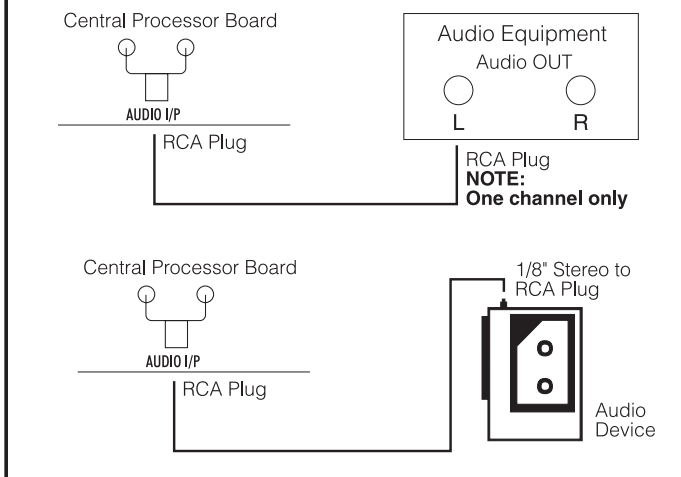 Central Processor Board
AUDIO I/P
RCA Plug
Audio Equipment
Audio OUT
L R
RCA Plug
NOTE:
One channel only
Central Processor Board
AUDIO I/P
RCA Plug
1/8" Stereo to
RCA Plug
Audio
Device